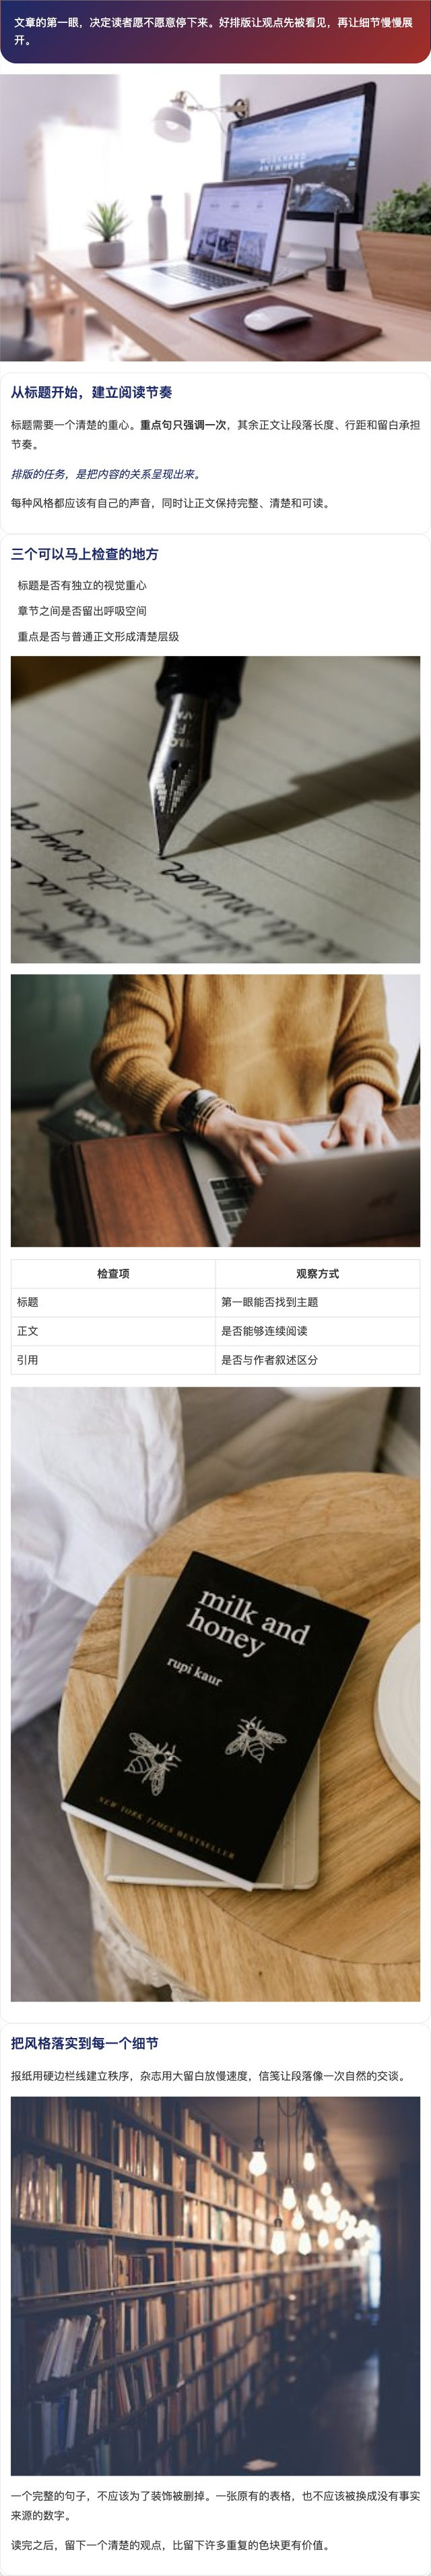 文章的第一眼，决定读者愿不愿意停下来。好排版让观点先被看见，再让细节慢慢展
开。
WORK HARD
ANYWHERE
从标题开始，建立阅读节奏
标题需要一个清楚的重心。重点句只强调一次，其余正文让段落长度、行距和留白承担
节奏。
排版的任务，是把内容的关系呈现出来。
每种风格都应该有自己的声音，同时让正文保持完整、清楚和可读。
三个可以马上检查的地方
标题是否有独立的视觉重心
章节之间是否留出呼吸空间
重点是否与普通正文形成清楚层级
检查项 观察方式
标题 第一眼能否找到主题
正文 是否能够连续阅读
引用 是否与作者叙述区分
milk and
honey
rupi kaur
NEW YORK TIMES BESTSELLER
把风格落实到每一个细节
报纸用硬边栏线建立秩序，杂志用大留白放慢速度，信笺让段落像一次自然的交谈。
一个完整的句子，不应该为了装饰被删掉。一张原有的表格，也不应该被换成没有事实
来源的数字。
读完之后，留下一个清楚的观点，比留下许多重复的色块更有价值。